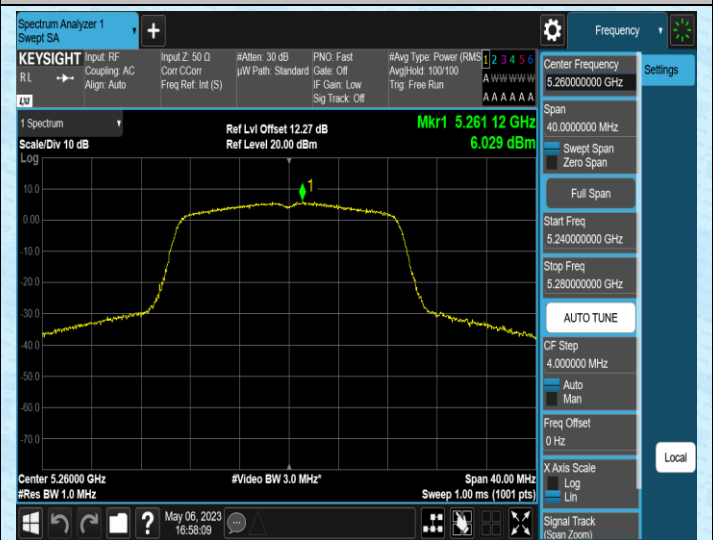 Spectrum Analyzer 1
Swept SA
+
Frequency
KEYSIGHT
RL
LXI
Input: RF
Coupling: AC
Align: Auto
Input Z: 50 Ω
Corr CCorr
Freq Ref: Int (S)
#Atten: 30 dB
µW Path: Standard
PNO: Fast
Gate: Off
IF Gain: Low
Sig Track: Off
#Avg Type: Power (RMS
Avg|Hold: 100/100
Trig: Free Run
1 2 3 4 5 6
A W W W W W
A A A A A A
1 Spectrum
Scale/Div 10 dB
Log
Ref Lvl Offset 12.27 dB
Ref Level 20.00 dBm
Mkr1 5.261 12 GHz
6.029 dBm
1
10.0
0.00
-10.0
-20.0
-30.0
-40.0
-50.0
-60.0
-70.0
Center 5.26000 GHz
#Res BW 1.0 MHz
#Video BW 3.0 MHz*
Span 40.00 MHz
Sweep 1.00 ms (1001 pts)
?
May 06, 2023
16:58:09
Center Frequency
5.260000000 GHz
Span
40.0000000 MHz
Swept Span
Zero Span
Full Span
Start Freq
5.240000000 GHz
Stop Freq
5.280000000 GHz
AUTO TUNE
CF Step
4.000000 MHz
Auto
Man
Freq Offset
0 Hz
X Axis Scale
Log
Lin
Signal Track
(Span Zoom)
Settings
Local